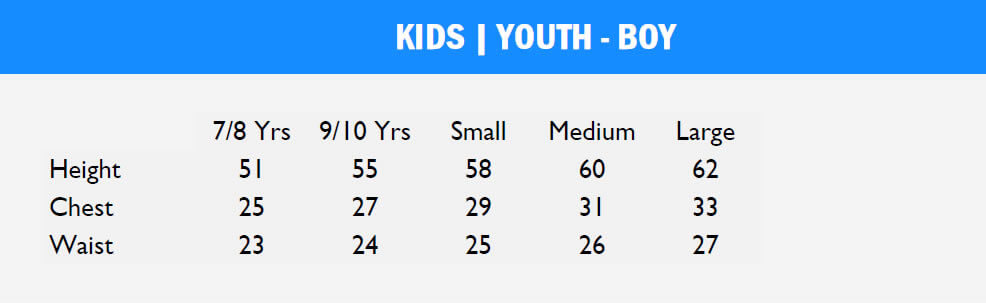 KIDS | YOUTH - BOY
7/8 Yrs 9/10 Yrs Small Medium Large
Height 51 55 58 60 62
Chest 25 27 29 31 33
Waist 23 24 25 26 27